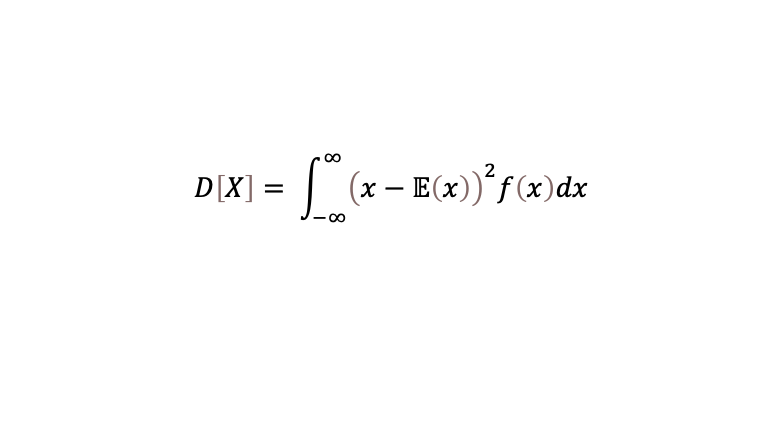 D[X] = ∫_{-∞}^{∞} (x − 𝔼(x))² f(x)dx